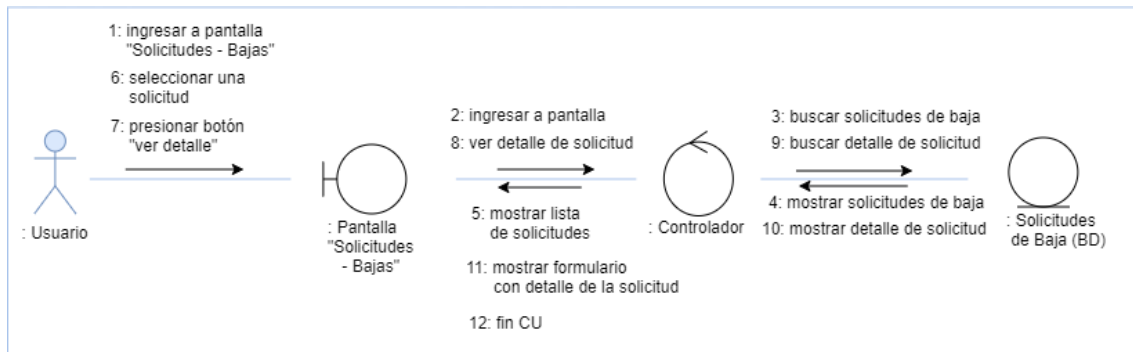 1: ingresar a pantalla
"Solicitudes - Bajas"
6: seleccionar una
solicitud
7: presionar botón
"ver detalle"
2: ingresar a pantalla
8: ver detalle de solicitud
3: buscar solicitudes de baja
9: buscar detalle de solicitud
: Usuario
: Pantalla
"Solicitudes
- Bajas"
5: mostrar lista
de solicitudes
11: mostrar formulario
con detalle de la solicitud
12: fin CU
: Controlador
4: mostrar solicitudes de baja
10: mostrar detalle de solicitud
: Solicitudes
de Baja (BD)